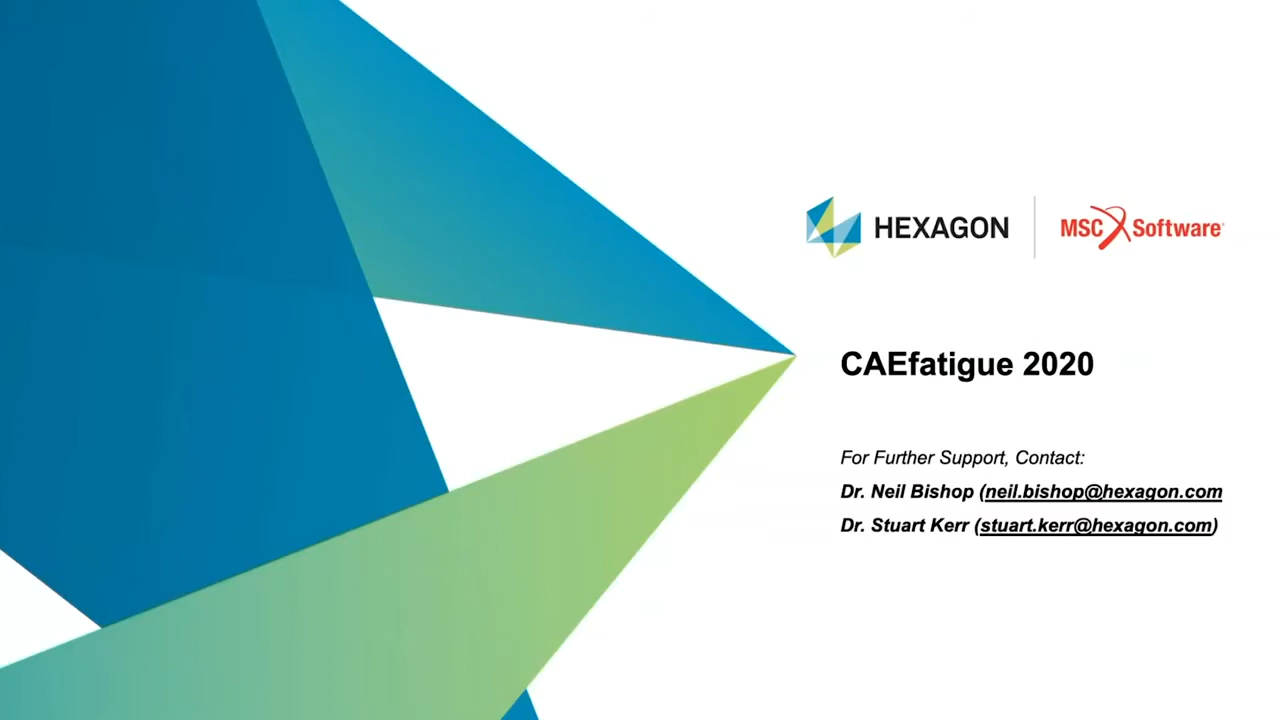 HEXAGON
MSC Software
CAEfatigue 2020
For Further Support, Contact:
Dr. Neil Bishop (neil.bishop@hexagon.com
Dr. Stuart Kerr (stuart.kerr@hexagon.com)